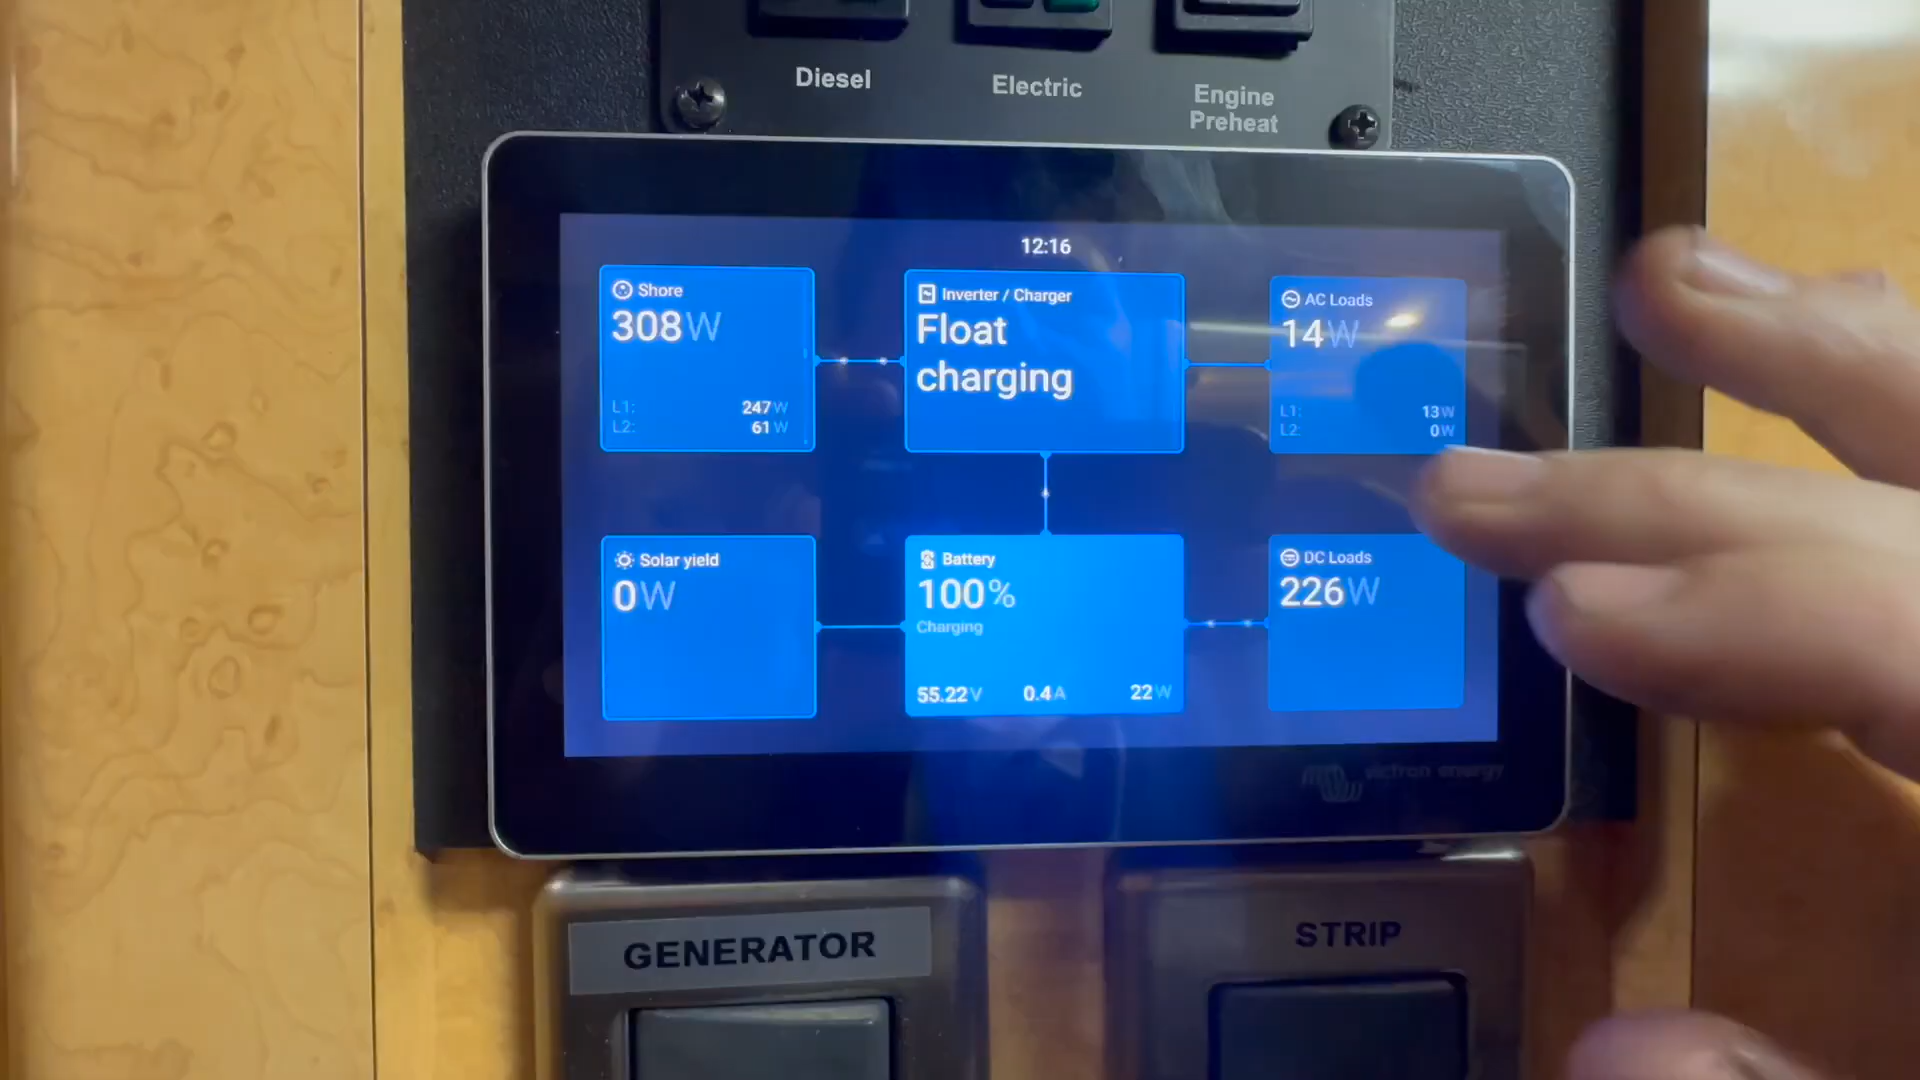 Diesel
Electric
Engine
Preheat
12:16
Shore
308W
L1: 247W
L2: 61W
Inverter / Charger
Float
charging
AC Loads
14W
L1: 13W
L2: 0W
Solar yield
0W
Battery
100%
Charging
55.22V 0.4A 22W
DC Loads
226W
victron energy
GENERATOR
STRIP